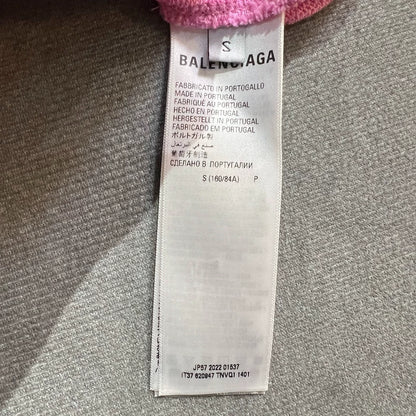 S
BALENCIAGA
FABBRICATO IN PORTOGALLO
MADE IN PORTUGAL
FABRIQUÉ AU PORTUGAL
HECHO EN PORTUGAL
HERGESTELLT IN PORTUGAL
FABRICADO EM PORTUGAL
ポルトガル製
صنع في البرتغال
葡萄牙制造
СДЕЛАНО В ПОРТУГАЛИИ
S (160/84A) P
JP57 2022 01537
IT37 620947 TNVQ1 1401